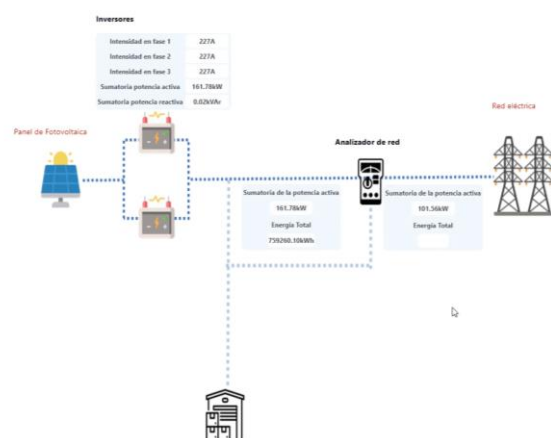 Inversores
Intensidad en fase 1 227A
Intensidad en fase 2 227A
Intensidad en fase 3 227A
Sumatoria potencia activa 161.78kW
Sumatoria potencia reactiva 0.02kVAr
Red eléctrica
Panel de Fotovoltaica
Analizador de red
Sumatoria de la potencia activa
161.78kW
Energía Total
759260.10kWh
Sumatoria de la potencia activa
101.56kW
Energía Total